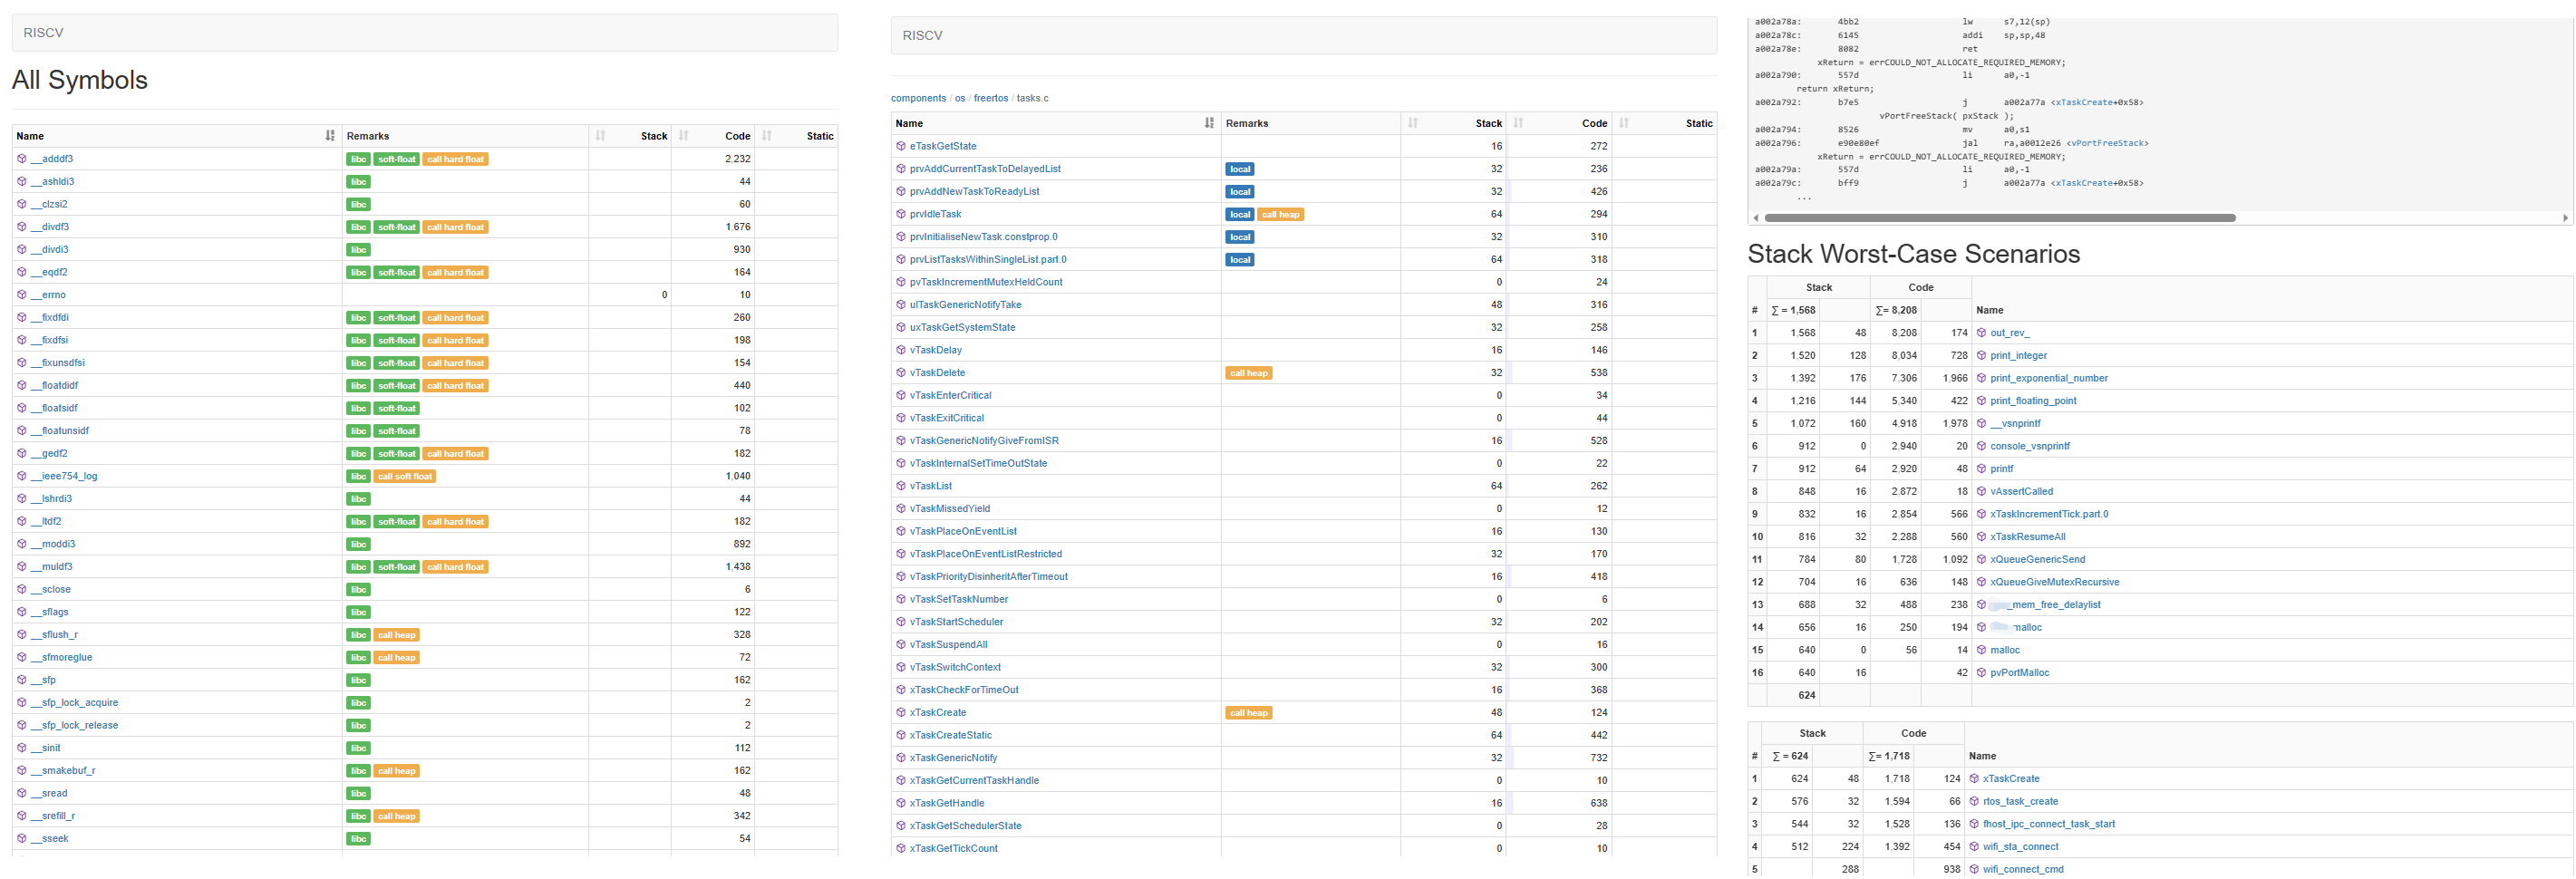 RISCV
All Symbols
Name Remarks Stack Code Static
__adddf3 libc soft-float call hard float 2,232
__ashldi3 libc 44
__clzsi2 libc 60
__divdf3 libc soft-float call hard float 1,676
__divdi3 libc 930
__eqdf2 libc soft-float call hard float 164
__errno 0 10
__fixdfdi libc soft-float call hard float 260
__fixdfsi libc soft-float call hard float 198
__fixunsdfsi libc soft-float call hard float 154
__floatdidf libc soft-float call hard float 440
__floatsidf libc soft-float 102
__floatunsidf libc soft-float 78
__gedf2 libc soft-float call hard float 182
__ieee754_log libc call soft float 1,040
__lshrdi3 libc 44
__ltdf2 libc soft-float call hard float 182
__moddi3 libc 892
__muldf3 libc soft-float call hard float 1,438
__sclose libc 6
__sflags libc 122
__sflush_r libc call heap 328
__sfmoreglue libc call heap 72
__sfp libc 162
__sfp_lock_acquire libc 2
__sfp_lock_release libc 2
__sinit libc 112
__smakebuf_r libc call heap 162
__sread libc 48
__srefill_r libc call heap 342
__sseek libc 54
RISCV
components / os / freertos / tasks.c
Name Remarks Stack Code Static
eTaskGetState 16 272
prvAddCurrentTaskToDelayedList local 32 236
prvAddNewTaskToReadyList local 32 426
prvIdleTask local call heap 64 294
prvInitialiseNewTask.constprop.0 local 32 310
prvListTasksWithinSingleList.part.0 local 64 318
pvTaskIncrementMutexHeldCount 0 24
ulTaskGenericNotifyTake 48 316
uxTaskGetSystemState 32 258
vTaskDelay 16 146
vTaskDelete call heap 32 538
vTaskEnterCritical 0 34
vTaskExitCritical 0 44
vTaskGenericNotifyGiveFromISR 16 528
vTaskInternalSetTimeOutState 0 22
vTaskList 64 262
vTaskMissedYield 0 12
vTaskPlaceOnEventList 16 130
vTaskPlaceOnEventListRestricted 32 170
vTaskPriorityDisinheritAfterTimeout 16 418
vTaskSetTaskNumber 0 6
vTaskStartScheduler 32 202
vTaskSuspendAll 0 16
vTaskSwitchContext 32 300
xTaskCheckForTimeOut 16 368
xTaskCreate call heap 48 124
xTaskCreateStatic 64 442
xTaskGenericNotify 32 732
xTaskGetCurrentTaskHandle 0 10
xTaskGetHandle 16 638
xTaskGetSchedulerState 0 28
xTaskGetTickCount 0 10
a002a78a: 4bb2 lw s7,12(sp)
a002a78c: 6145 addi sp,sp,48
a002a78e: 8082 ret
xReturn = errCOULD_NOT_ALLOCATE_REQUIRED_MEMORY;
a002a790: 557d li a0,-1
return xReturn;
a002a792: b7e5 j a002a77a <xTaskCreate+0x58>
vPortFreeStack( pxStack );
a002a794: 8526 mv a0,s1
a002a796: e90e80ef jal ra,a0012e26 <vPortFreeStack>
xReturn = errCOULD_NOT_ALLOCATE_REQUIRED_MEMORY;
a002a79a: 557d li a0,-1
a002a79c: bff9 j a002a77a <xTaskCreate+0x58>
...
Stack Worst-Case Scenarios
Stack Code
# ∑ = 1,568 ∑= 8,208 Name
1 1,568 48 8,208 174 out_rev_
2 1,520 128 8,034 728 print_integer
3 1,392 176 7,306 1,966 print_exponential_number
4 1,216 144 5,340 422 print_floating_point
5 1,072 160 4,918 1,978 __vsnprintf
6 912 0 2,940 20 console_vsnprintf
7 912 64 2,920 48 printf
8 848 16 2,872 18 vAssertCalled
9 832 16 2,854 566 xTaskIncrementTick.part.0
10 816 32 2,288 560 xTaskResumeAll
11 784 80 1,728 1,092 xQueueGenericSend
12 704 16 636 148 xQueueGiveMutexRecursive
13 688 32 488 238 _mem_free_delaylist
14 656 16 250 194 malloc
15 640 0 56 14 malloc
16 640 16 42 pvPortMalloc
624
Stack Code
# ∑ = 624 ∑= 1,718 Name
1 624 48 1,718 124 xTaskCreate
2 576 32 1,594 66 rtos_task_create
3 544 32 1,528 136 fhost_ipc_connect_task_start
4 512 224 1,392 454 wifi_sta_connect
5 288 938 wifi_connect_cmd